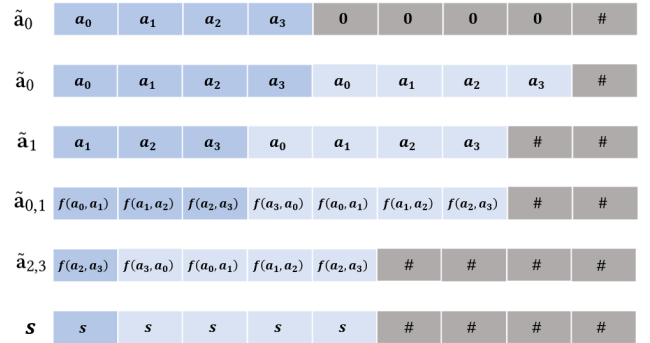 ã₀ a₀ a₁ a₂ a₃ 0 0 0 0 #
ã₀ a₀ a₁ a₂ a₃ a₀ a₁ a₂ a₃ #
ã₁ a₁ a₂ a₃ a₀ a₁ a₂ a₃ # #
ã₀,₁ f(a₀,a₁) f(a₁,a₂) f(a₂,a₃) f(a₃,a₀) f(a₀,a₁) f(a₁,a₂) f(a₂,a₃) # #
ã₂,₃ f(a₂,a₃) f(a₃,a₀) f(a₀,a₁) f(a₁,a₂) f(a₂,a₃) # # # #
s s s s s s # # # #